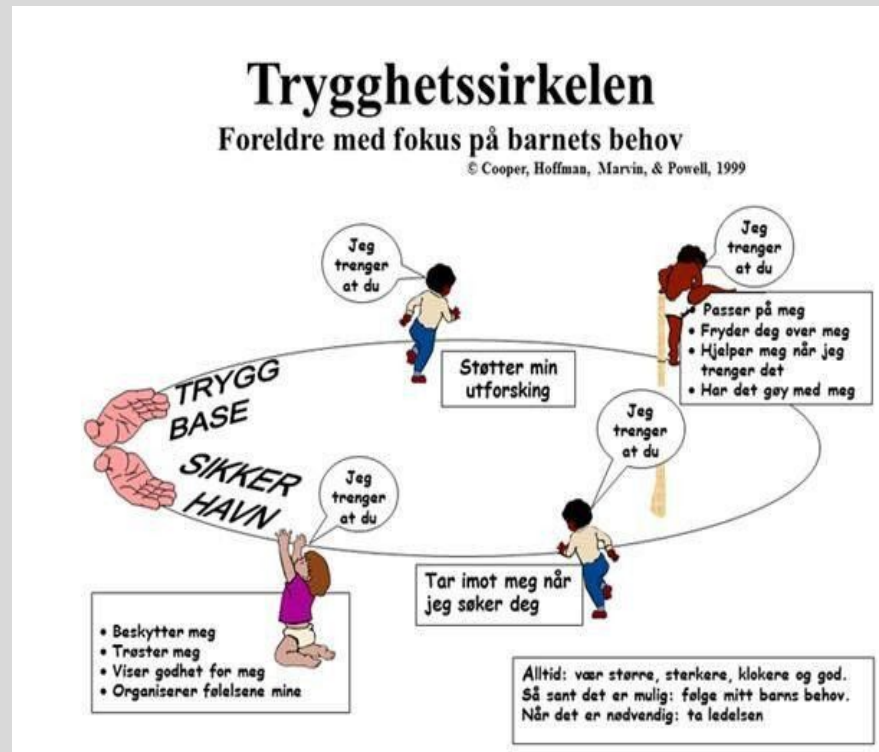 Trygghetssirkelen
Foreldre med fokus på barnets behov
© Cooper, Hoffman, Marvin, & Powell, 1999
Jeg
trenger
at du
Støtter min
utforsking
Jeg
trenger
at du
• Passer på meg
• Fryder deg over meg
• Hjelper meg når jeg
trenger det
• Har det gøy med meg
TRYGG
BASE
SIKKER
HAVN
Jeg
trenger
at du
Tar imot meg når
jeg søker deg
Jeg
trenger
at du
• Beskytter meg
• Trøster meg
• Viser godhet for meg
• Organiserer følelsene mine
Alltid: vær større, sterkere, klokere og god.
Så sant det er mulig: følge mitt barns behov.
Når det er nødvendig: ta ledelsen